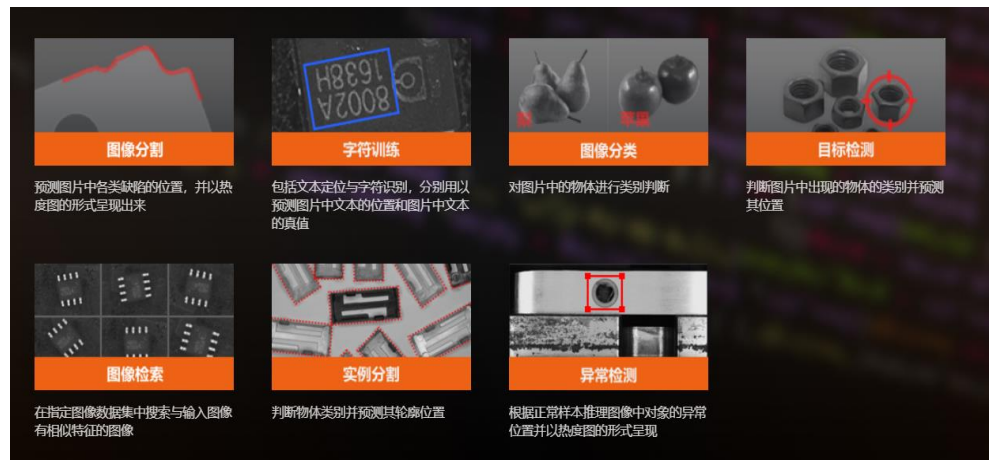 8002A
1638H
梨
苹果
图像分割
字符训练
图像分类
目标检测
预测图片中各类缺陷的位置，并以热
度图的形式呈现出来
包括文本定位与字符识别，分别用以
预测图片中文本的位置和图片中文本
的真值
对图片中的物体进行类别判断
判断图片中出现的物体的类别并预测
其位置
图像检索
实例分割
异常检测
在指定图像数据集中搜索与输入图像
有相似特征的图像
判断物体类别并预测其轮廓位置
根据正常样本推理图像中对象的异常
位置并以热度图的形式呈现